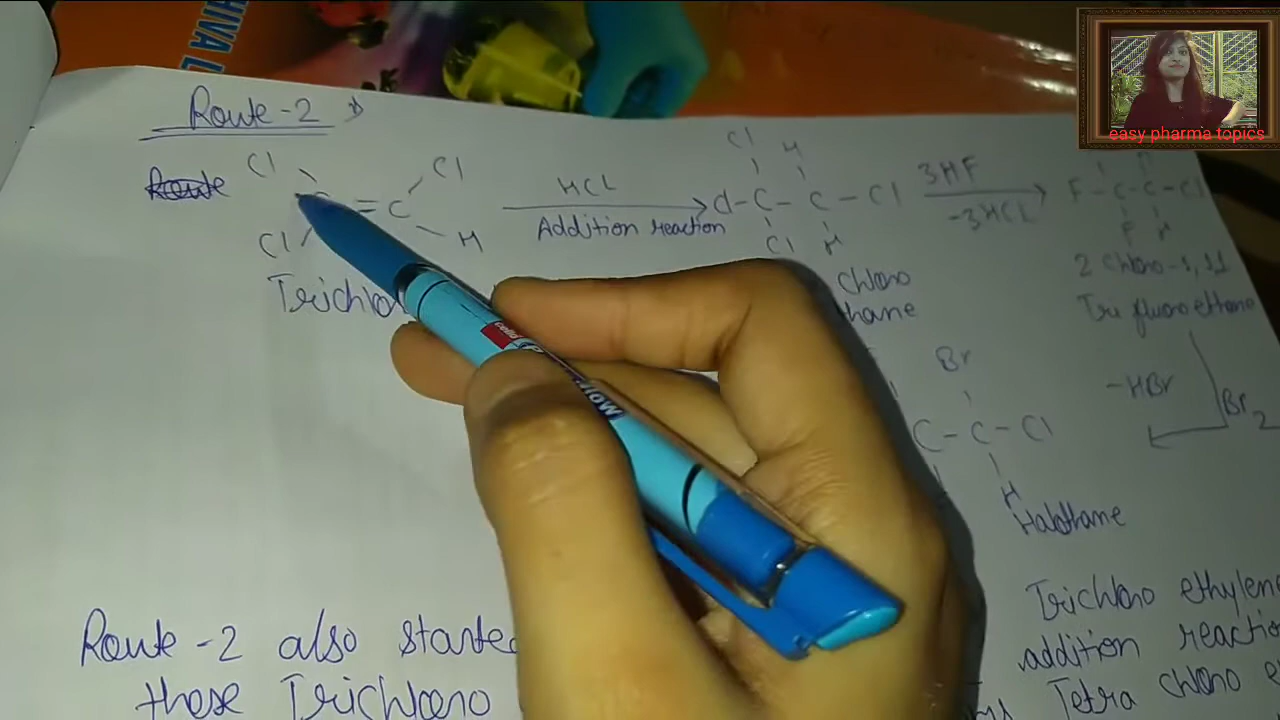 HIVA L
easy pharma topics
Route-2
Route
Cl Cl
C = C
Cl H
Trichlo
HCL
Addition reaction
Cl H
Cl-C-C-Cl
Cl H
chloro
thane
3HF
-3HCL
F-C-C-Cl
F H
2 Chloro-1,1,1
Tri fluoro ethane
-HBr
Br2
Br
C-C-Cl
H
Halothane
Route-2 also started
these Trichloro
Trichloro ethylene
addition reaction
Tetra chloro e